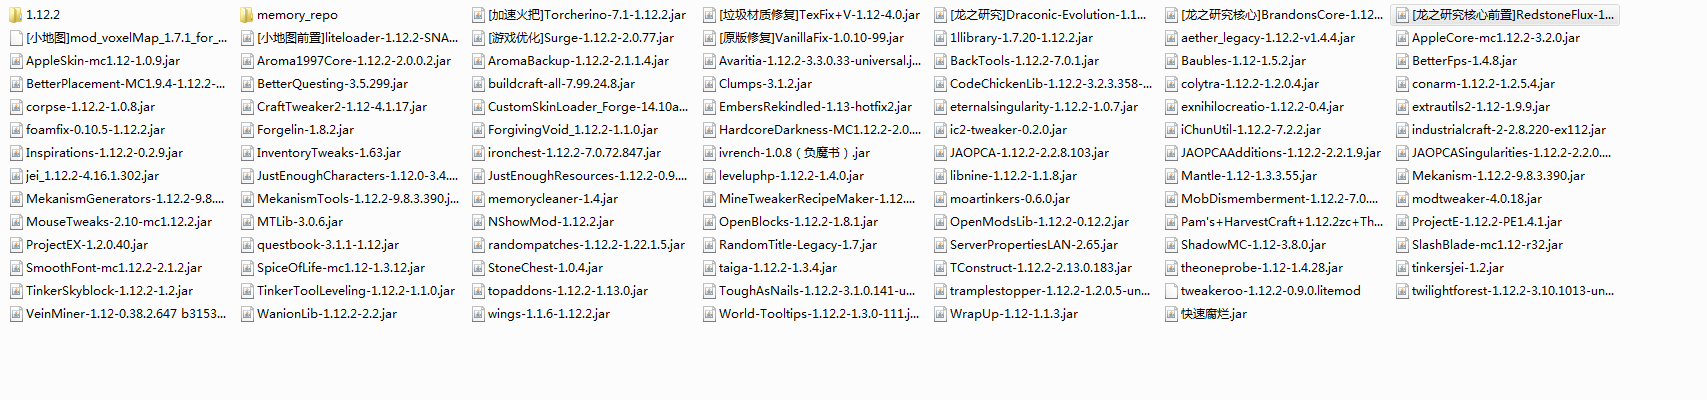 1.12.2
memory_repo
[加速火把]Torcherino-7.1-1.12.2.jar
[垃圾材质修复]TexFix+V-1.12-4.0.jar
[龙之研究]Draconic-Evolution-1.1...
[龙之研究核心]BrandonsCore-1.12...
[龙之研究核心前置]RedstoneFlux-1...
[小地图]mod_voxelMap_1.7.1_for_...
[小地图前置]liteloader-1.12.2-SNA...
[游戏优化]Surge-1.12.2-2.0.77.jar
[原版修复]VanillaFix-1.0.10-99.jar
1llibrary-1.7.20-1.12.2.jar
aether_legacy-1.12.2-v1.4.4.jar
AppleCore-mc1.12.2-3.2.0.jar
AppleSkin-mc1.12-1.0.9.jar
Aroma1997Core-1.12.2-2.0.0.2.jar
AromaBackup-1.12.2-2.1.1.4.jar
Avaritia-1.12.2-3.3.0.33-universal.j...
BackTools-1.12.2-7.0.1.jar
Baubles-1.12-1.5.2.jar
BetterFps-1.4.8.jar
BetterPlacement-MC1.9.4-1.12.2-...
BetterQuesting-3.5.299.jar
buildcraft-all-7.99.24.8.jar
Clumps-3.1.2.jar
CodeChickenLib-1.12.2-3.2.3.358-...
colytra-1.12.2-1.2.0.4.jar
conarm-1.12.2-1.2.5.4.jar
corpse-1.12.2-1.0.8.jar
CraftTweaker2-1.12-4.1.17.jar
CustomSkinLoader_Forge-14.10a...
EmbersRekindled-1.13-hotfix2.jar
eternalsingularity-1.12.2-1.0.7.jar
exnihilocreatio-1.12.2-0.4.jar
extrautils2-1.12-1.9.9.jar
foamfix-0.10.5-1.12.2.jar
Forgelin-1.8.2.jar
ForgivingVoid_1.12.2-1.1.0.jar
HardcoreDarkness-MC1.12.2-2.0....
ic2-tweaker-0.2.0.jar
iChunUtil-1.12.2-7.2.2.jar
industrialcraft-2-2.8.220-ex112.jar
Inspirations-1.12.2-0.2.9.jar
InventoryTweaks-1.63.jar
ironchest-1.12.2-7.0.72.847.jar
ivrench-1.0.8（负魔书）.jar
JAOPCA-1.12.2-2.2.8.103.jar
JAOPCAAdditions-1.12.2-2.2.1.9.jar
JAOPCASingularities-1.12.2-2.2.0....
jei_1.12.2-4.16.1.302.jar
JustEnoughCharacters-1.12.0-3.4....
JustEnoughResources-1.12.2-0.9....
leveluphp-1.12.2-1.4.0.jar
libnine-1.12.2-1.1.8.jar
Mantle-1.12-1.3.3.55.jar
Mekanism-1.12.2-9.8.3.390.jar
MekanismGenerators-1.12.2-9.8....
MekanismTools-1.12.2-9.8.3.390.j...
memorycleaner-1.4.jar
MineTweakerRecipeMaker-1.12....
moartinkers-0.6.0.jar
MobDismemberment-1.12.2-7.0....
modtweaker-4.0.18.jar
MouseTweaks-2.10-mc1.12.2.jar
MTLib-3.0.6.jar
NShowMod-1.12.2.jar
OpenBlocks-1.12.2-1.8.1.jar
OpenModsLib-1.12.2-0.12.2.jar
Pam's+HarvestCraft+1.12.2zc+Th...
ProjectE-1.12.2-PE1.4.1.jar
ProjectEX-1.2.0.40.jar
questbook-3.1.1-1.12.jar
randompatches-1.12.2-1.22.1.5.jar
RandomTitle-Legacy-1.7.jar
ServerPropertiesLAN-2.65.jar
ShadowMC-1.12-3.8.0.jar
SlashBlade-mc1.12-r32.jar
SmoothFont-mc1.12.2-2.1.2.jar
SpiceOfLife-mc1.12-1.3.12.jar
StoneChest-1.0.4.jar
taiga-1.12.2-1.3.4.jar
TConstruct-1.12.2-2.13.0.183.jar
theoneprobe-1.12-1.4.28.jar
tinkersjei-1.2.jar
TinkerSkyblock-1.12.2-1.2.jar
TinkerToolLeveling-1.12.2-1.1.0.jar
topaddons-1.12.2-1.13.0.jar
ToughAsNails-1.12.2-3.1.0.141-u...
tramplestopper-1.12.2-1.2.0.5-un...
tweakeroo-1.12.2-0.9.0.litemod
twilightforest-1.12.2-3.10.1013-un...
VeinMiner-1.12-0.38.2.647 b3153...
WanionLib-1.12.2-2.2.jar
wings-1.1.6-1.12.2.jar
World-Tooltips-1.12.2-1.3.0-111.j...
WrapUp-1.12-1.1.3.jar
快速腐烂.jar